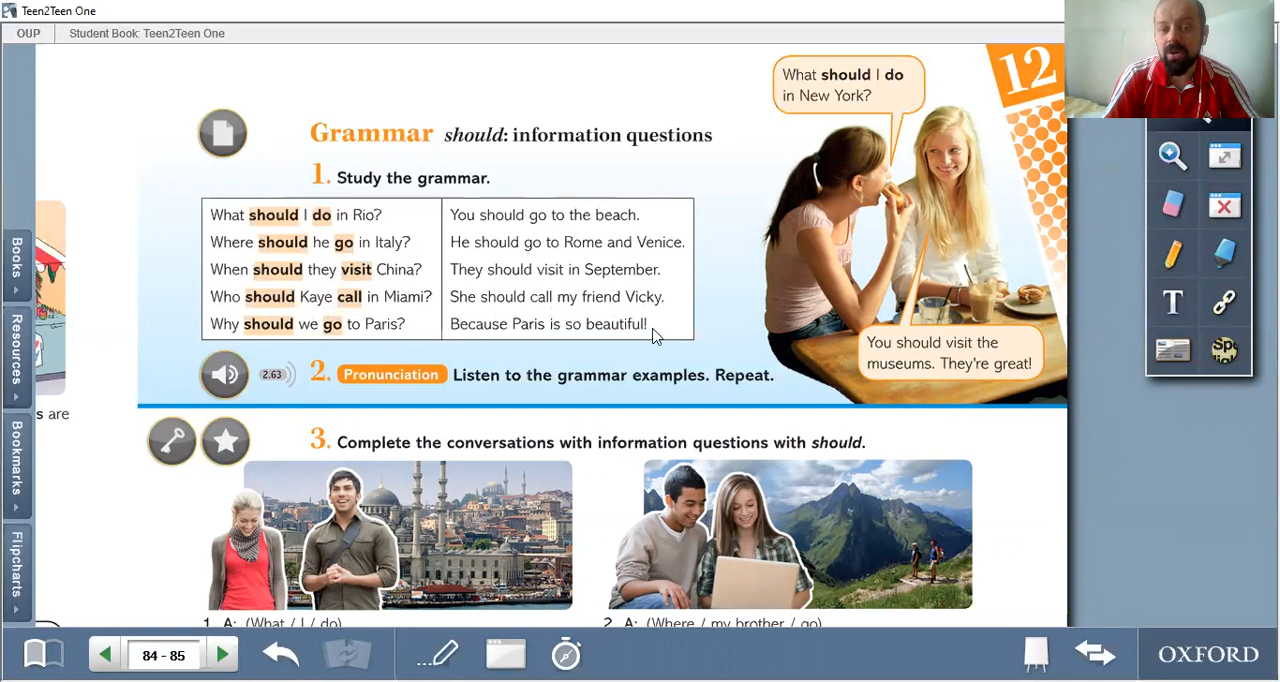 Teen2Teen One
OUP
Student Book: Teen2Teen One
12
What should I do
in New York?
Grammar should: information questions
1. Study the grammar.
What should I do in Rio? You should go to the beach.
Where should he go in Italy? He should go to Rome and Venice.
When should they visit China? They should visit in September.
Who should Kaye call in Miami? She should call my friend Vicky.
Why should we go to Paris? Because Paris is so beautiful!
You should visit the
museums. They're great!
2.63 2. Pronunciation Listen to the grammar examples. Repeat.
s are
3. Complete the conversations with information questions with should.
1 A: (What / I / do)
2 A: (Where / my brother / go)
Books
Resources
Bookmarks
Flipcharts
T
84 - 85
OXFORD